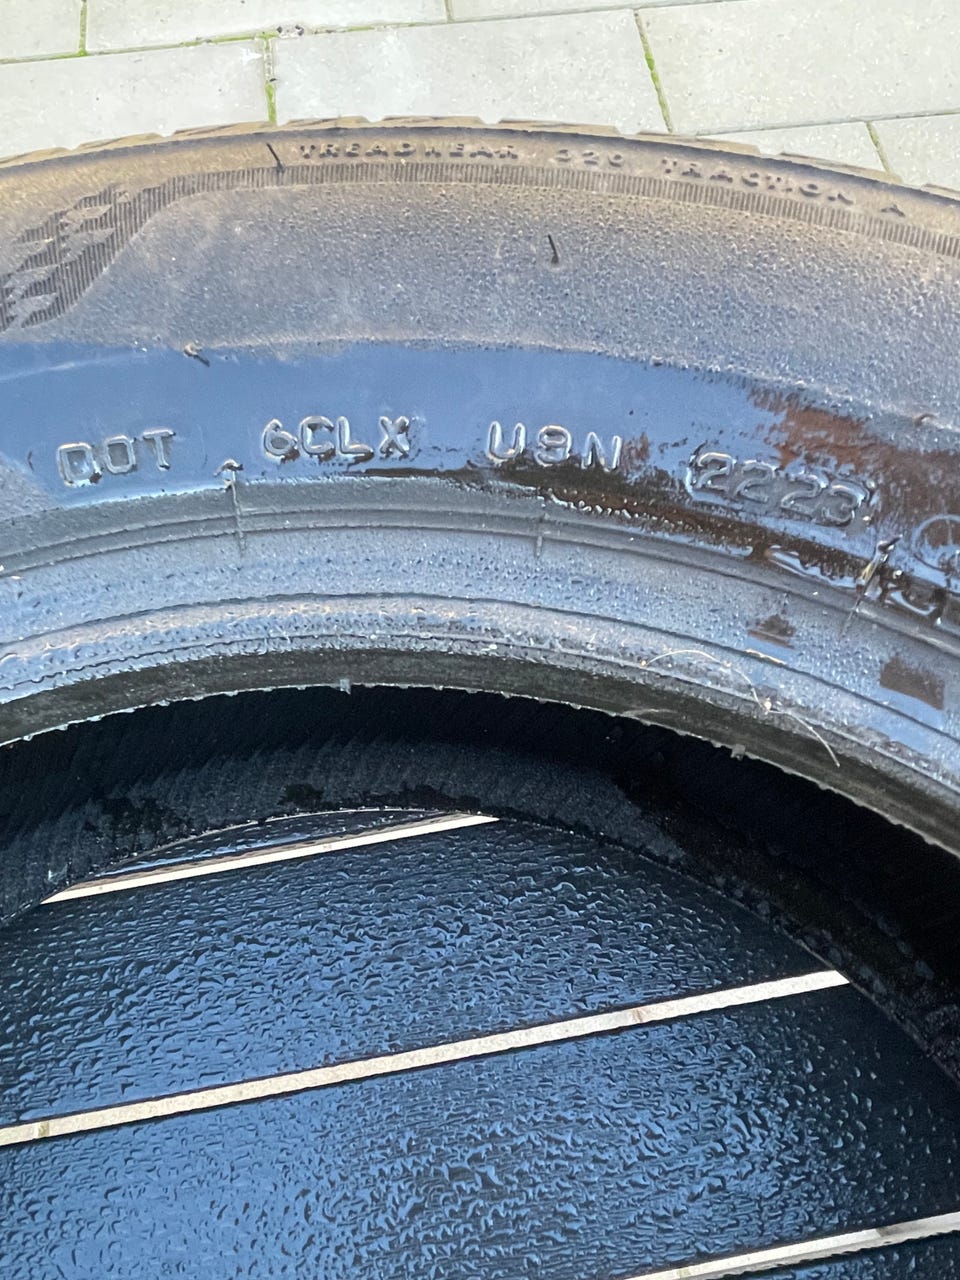 TREADWEAR 320 TRACTION A
DOT 6CLX U9N 2223